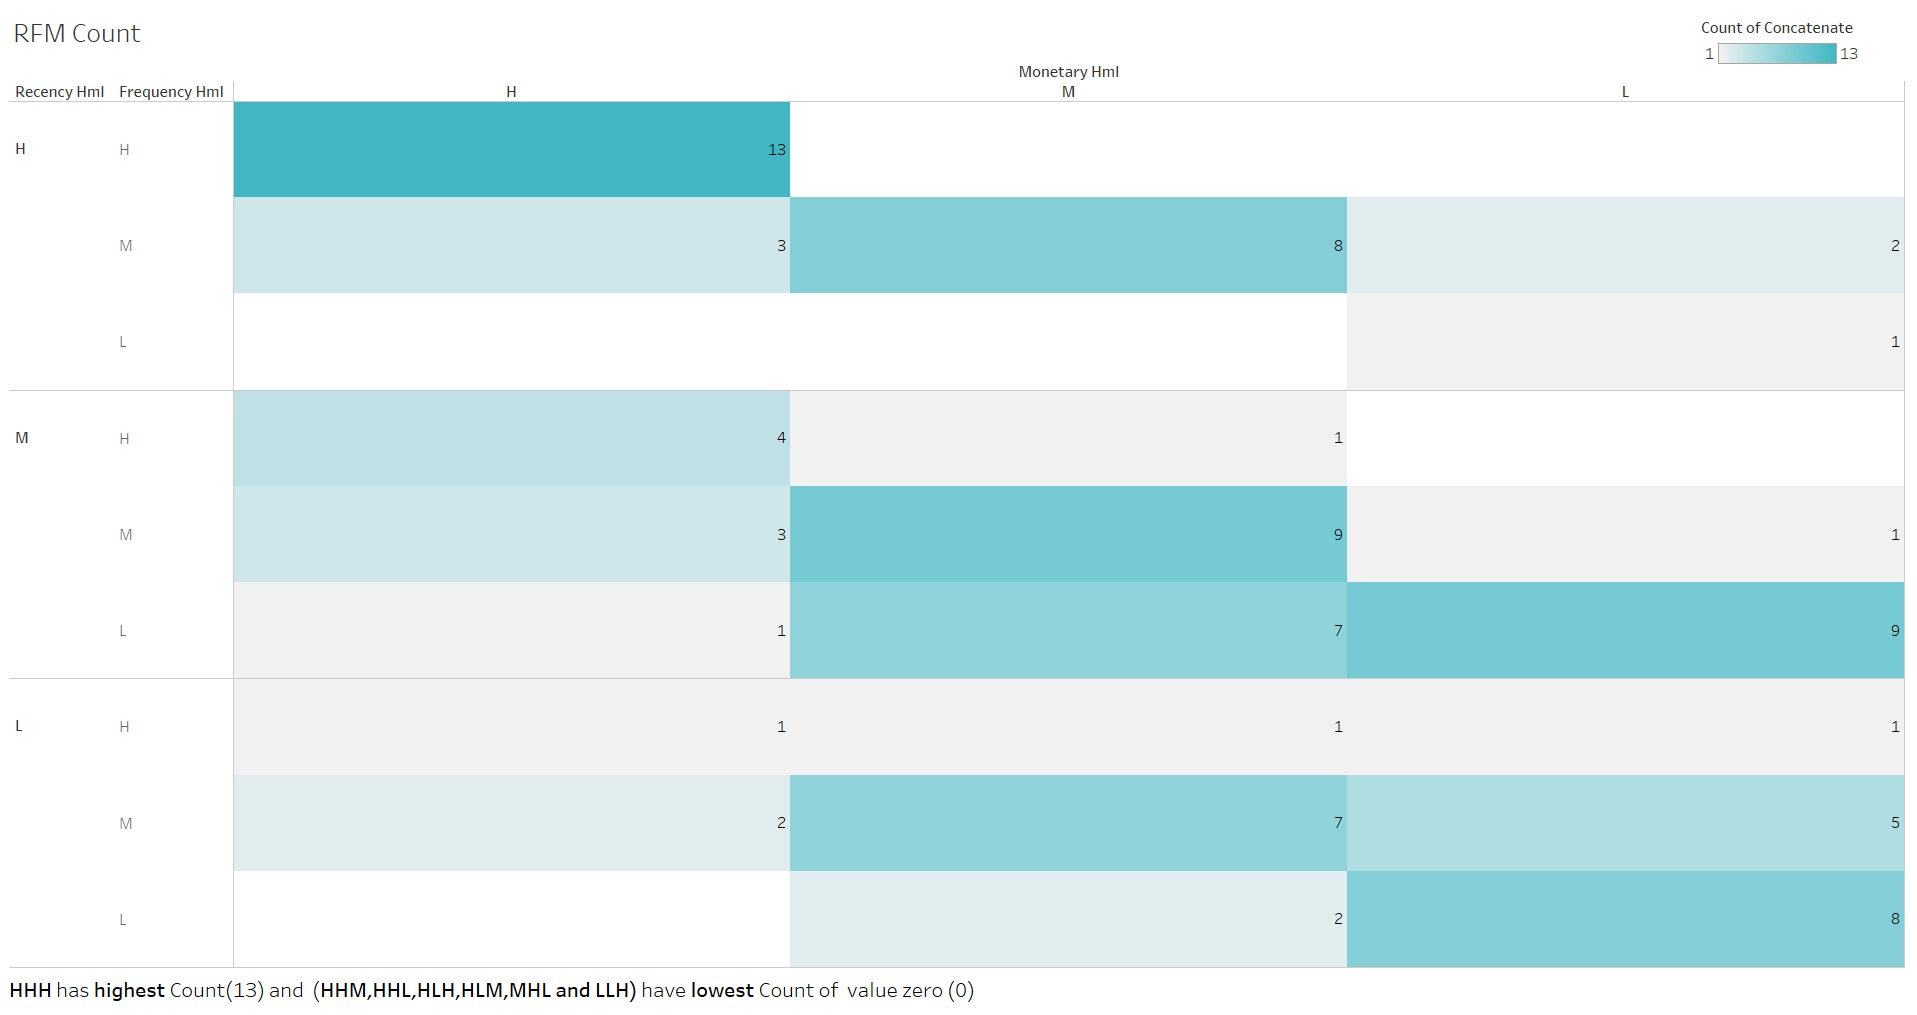 RFM Count
Count of Concatenate
1 13
Monetary Hml
Recency Hml Frequency Hml H M L
H H 13
M 3 8 2
L 1
M H 4 1
M 3 9 1
L 1 7 9
L H 1 1 1
M 2 7 5
L 2 8
HHH has highest Count(13) and (HHM,HHL,HLH,HLM,MHL and LLH) have lowest Count of value zero (0)